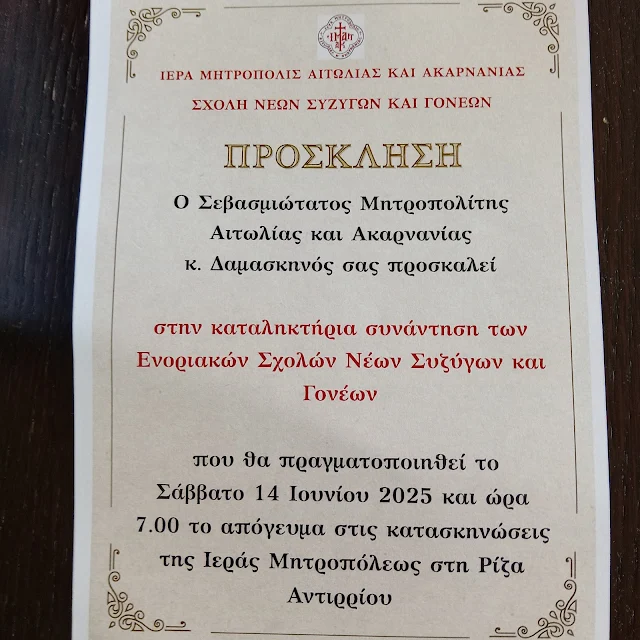 ΙΕΡΑ ΜΗΤΡΟΠΟΛΙΣ ΑΙΤΩΛΙΑΣ ΚΑΙ ΑΚΑΡΝΑΝΙΑΣ
ΣΧΟΛΗ ΝΕΩΝ ΣΥΖΥΓΩΝ ΚΑΙ ΓΟΝΕΩΝ
ΠΡΟΣΚΛΗΣΗ
Ο Σεβασμιώτατος Μητροπολίτης
Αιτωλίας και Ακαρνανίας
κ. Δαμασκηνός σας προσκαλεί
στην καταληκτήρια συνάντηση των
Ενοριακών Σχολών Νέων Συζύγων και
Γονέων
που θα πραγματοποιηθεί το
Σάββατο 14 Ιουνίου 2025 και ώρα
7.00 το απόγευμα στις κατασκηνώσεις
της Ιεράς Μητροπόλεως στη Ρίζα
Αντιρρίου